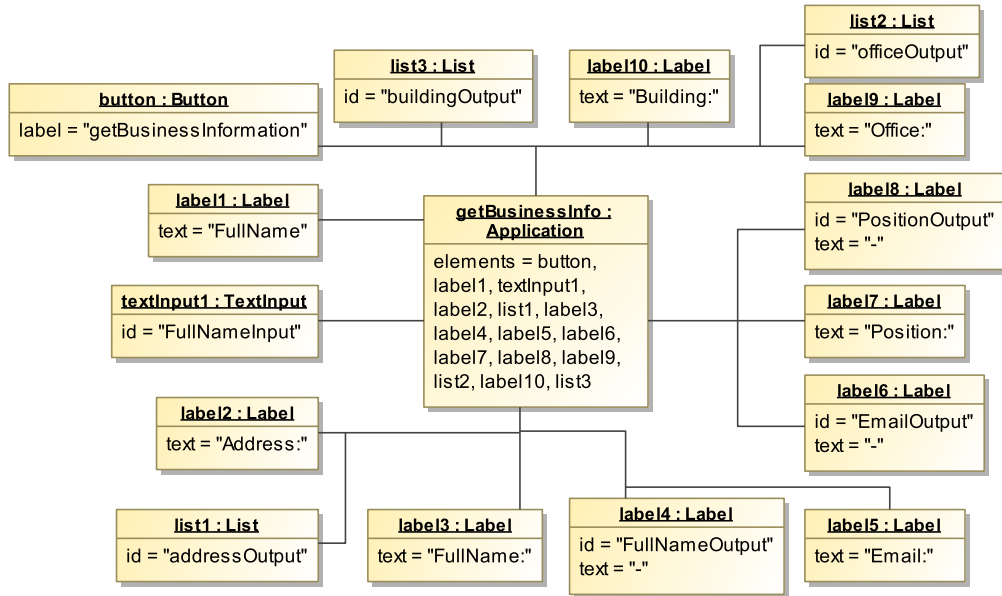 list2 : List
id = "officeOutput"
list3 : List
id = "buildingOutput"
label10 : Label
text = "Building:"
button : Button
label = "getBusinessInformation"
label9 : Label
text = "Office:"
label1 : Label
text = "FullName"
getBusinessInfo :
Application
elements = button,
label1, textInput1,
label2, list1, label3,
label4, label5, label6,
label7, label8, label9,
list2, label10, list3
label8 : Label
id = "PositionOutput"
text = "-"
textInput1 : TextInput
id = "FullNameInput"
label7 : Label
text = "Position:"
label2 : Label
text = "Address:"
label6 : Label
id = "EmailOutput"
text = "-"
list1 : List
id = "addressOutput"
label3 : Label
text = "FullName:"
label4 : Label
id = "FullNameOutput"
text = "-"
label5 : Label
text = "Email:"